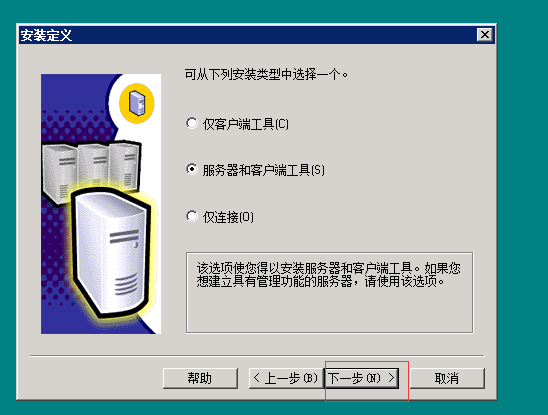 安装定义
可从下列安装类型中选择一个。
仅客户端工具(C)
服务器和客户端工具(S)
仅连接(O)
该选项使您得以安装服务器和客户端工具。如果您
想建立具有管理功能的服务器，请使用该选项。
帮助 < 上一步(B) 下一步(N) > 取消